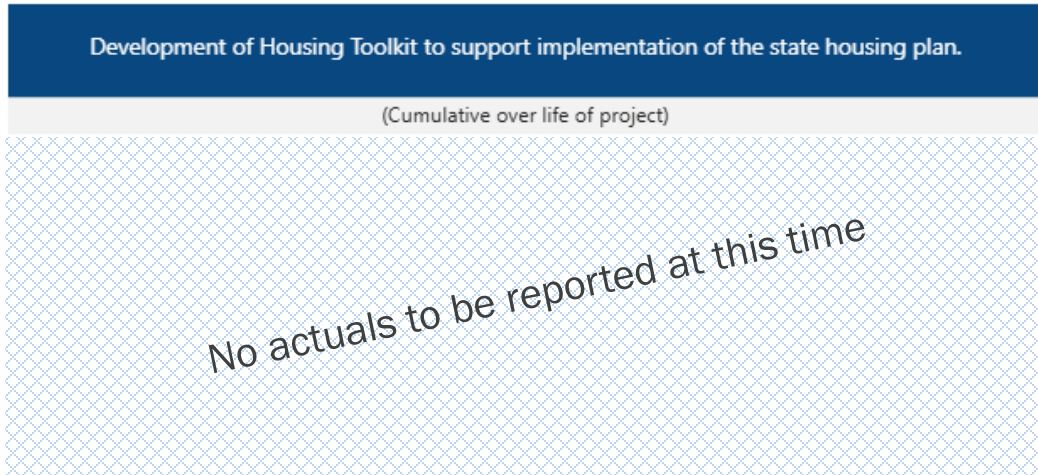 Development of Housing Toolkit to support implementation of the state housing plan.
(Cumulative over life of project)
No actuals to be reported at this time